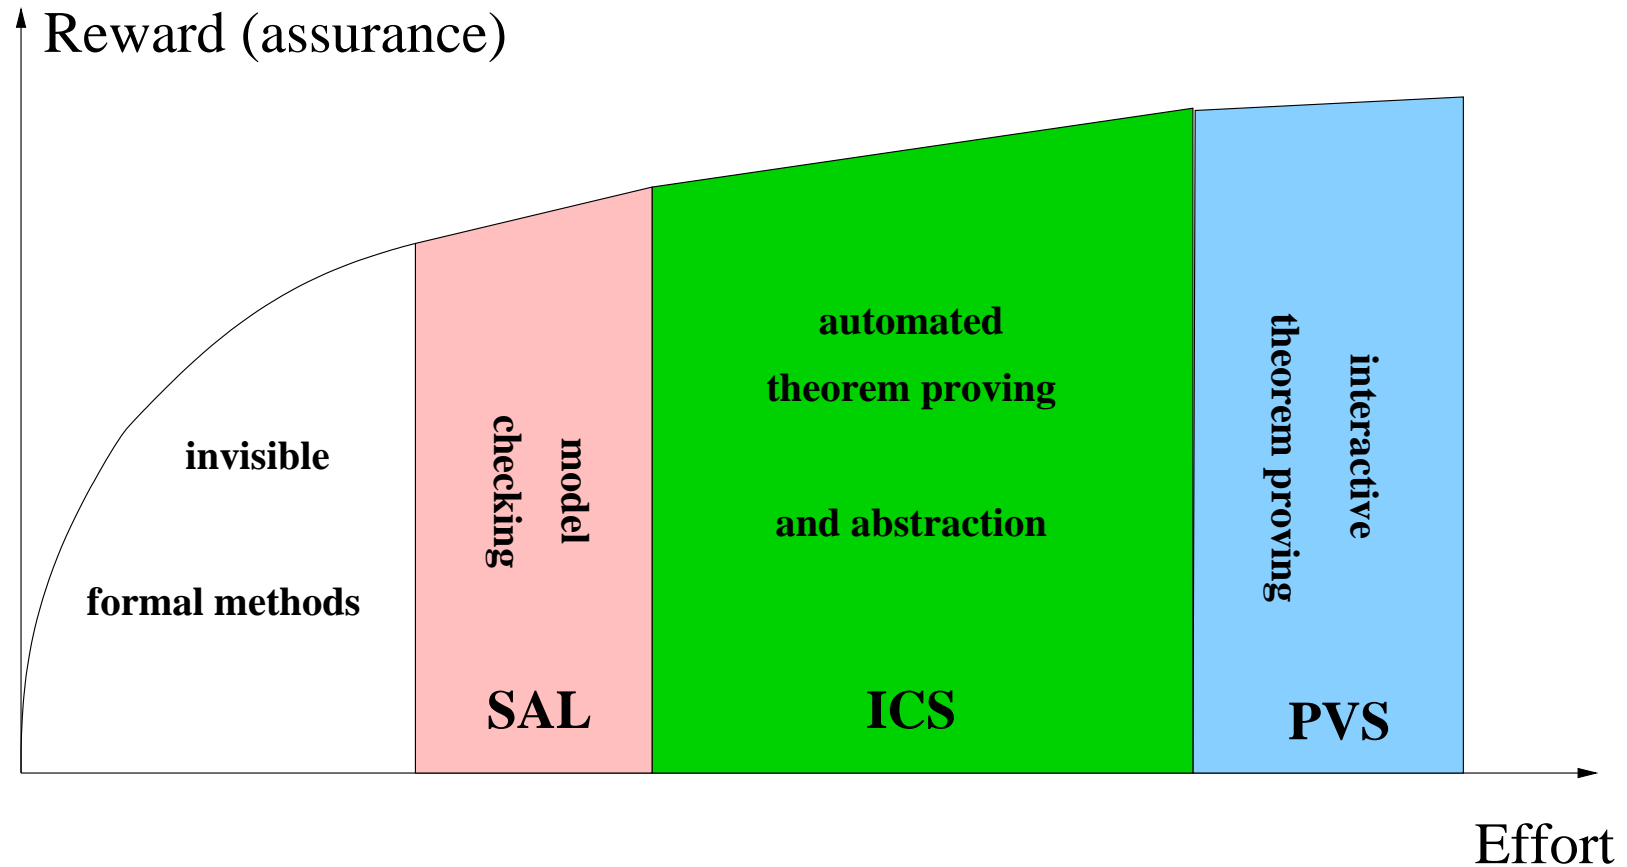 Reward (assurance)
invisible
formal methods
model
checking
SAL
automated
theorem proving
and abstraction
ICS
interactive
theorem proving
PVS
Effort